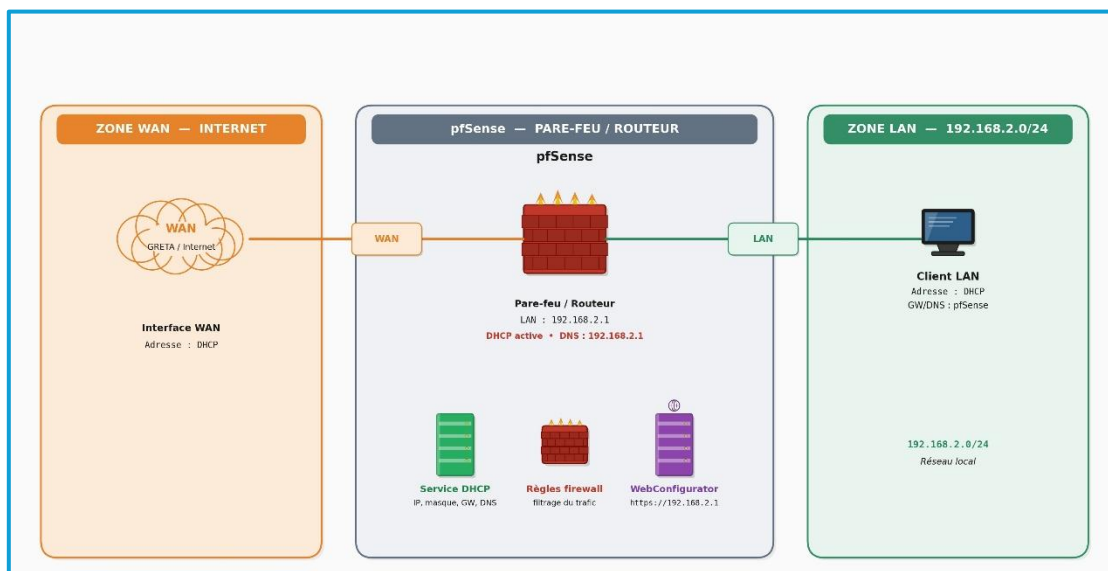 ZONE WAN — INTERNET
WAN
GRETA / Internet
Interface WAN
Adresse : DHCP
WAN
pfSense — PARE-FEU / ROUTEUR
pfSense
Pare-feu / Routeur
LAN : 192.168.2.1
DHCP active • DNS : 192.168.2.1
Service DHCP
IP, masque, GW, DNS
Règles firewall
filtrage du trafic
WebConfigurator
https://192.168.2.1
LAN
ZONE LAN — 192.168.2.0/24
Client LAN
Adresse : DHCP
GW/DNS : pfSense
192.168.2.0/24
Réseau local